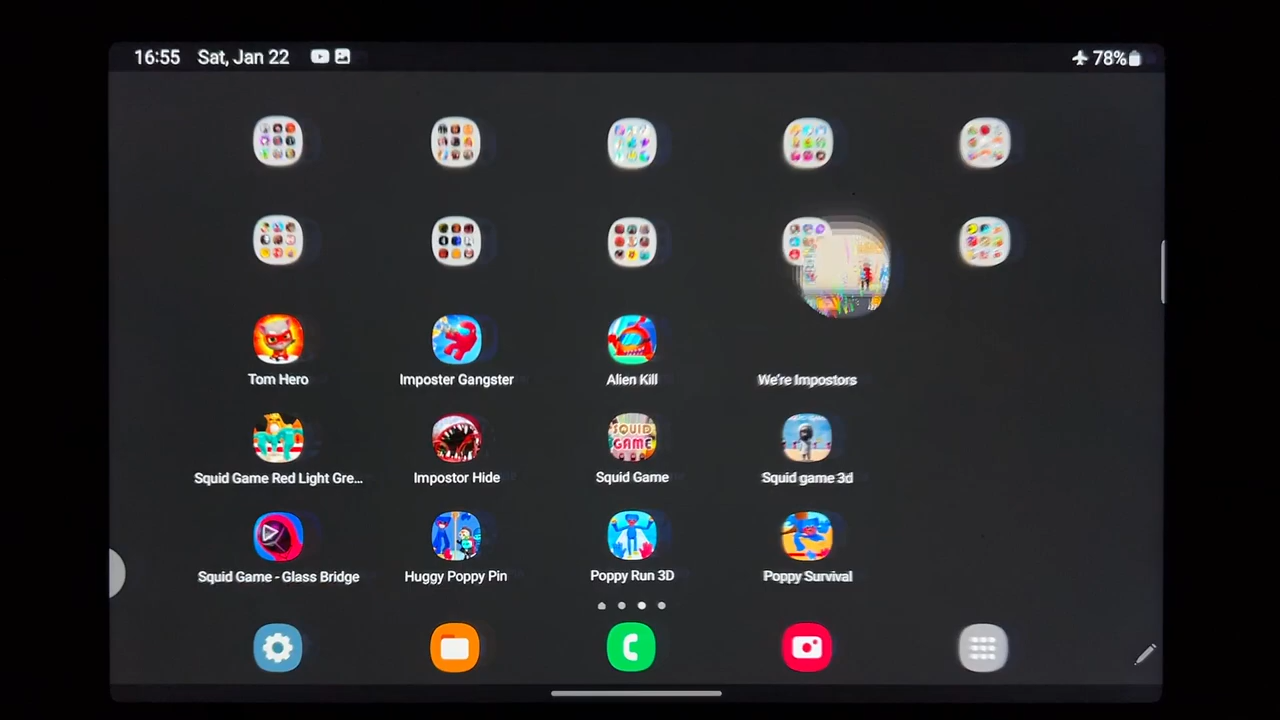 16:55 Sat, Jan 22
78%
Tom Hero
Imposter Gangster
Alien Kill
We're Impostors
Squid Game Red Light Gre...
Impostor Hide
SQUID GAME
Squid Game
Squid game 3d
Squid Game - Glass Bridge
Huggy Poppy Pin
Poppy Run 3D
Poppy Survival